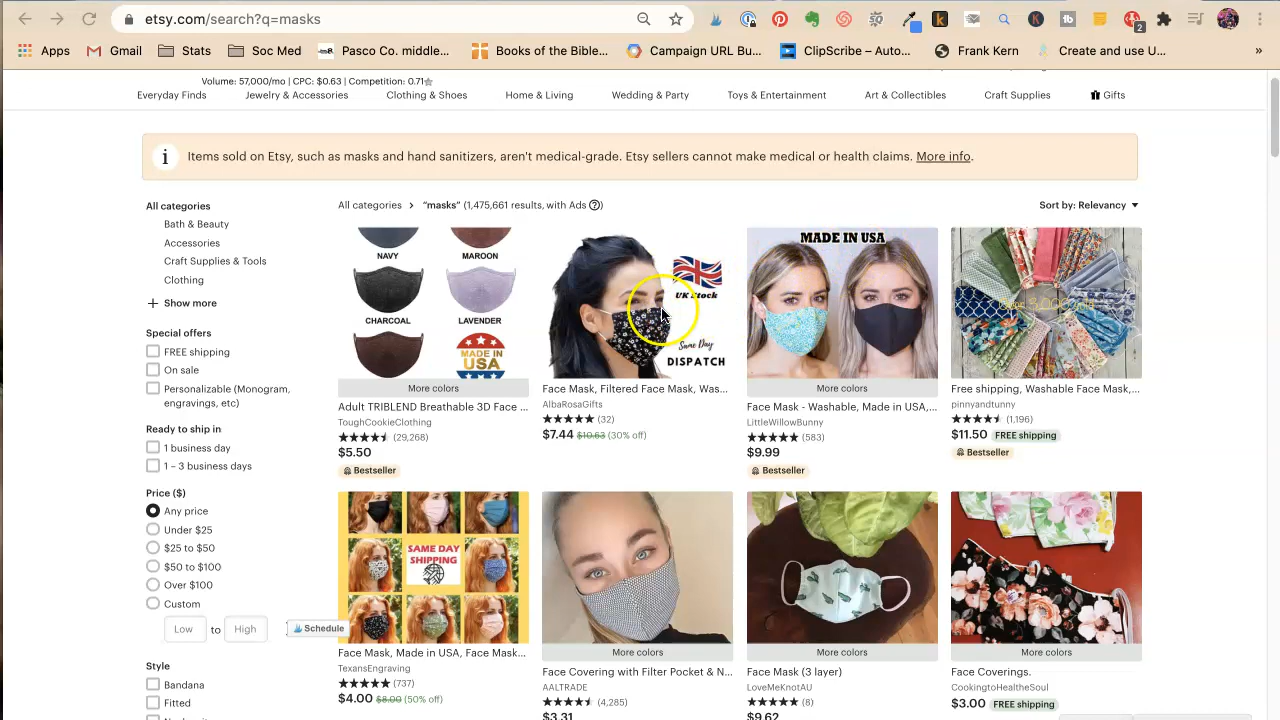 etsy.com/search?q=masks
2
Apps
Gmail
Stats
Soc Med
Pasco Co. middle...
Books of the Bible...
Campaign URL Bu...
ClipScribe – Auto...
Frank Kern
Create and use U...
»
Volume: 57,000/mo | CPC: $0.63 | Competition: 0.71
Everyday Finds
Jewelry & Accessories
Clothing & Shoes
Home & Living
Wedding & Party
Toys & Entertainment
Art & Collectibles
Craft Supplies
Gifts
Items sold on Etsy, such as masks and hand sanitizers, aren't medical-grade. Etsy sellers cannot make medical or health claims. More info.
All categories
Bath & Beauty
Accessories
Craft Supplies & Tools
Clothing
Show more
Special offers
FREE shipping
On sale
Personalizable (Monogram,
engravings, etc)
Ready to ship in
1 business day
1 – 3 business days
Price ($)
Any price
Under $25
$25 to $50
$50 to $100
Over $100
Custom
Low to High
Schedule
Style
Bandana
Fitted
All categories > “masks” (1,475,661 results, with Ads ?)
Sort by: Relevancy
NAVY
MAROON
CHARCOAL
LAVENDER
MADE IN
USA
More colors
Adult TRIBLEND Breathable 3D Face ...
ToughCookieClothing
(29,268)
$5.50
Bestseller
UK Stock
Same Day
DISPATCH
Face Mask, Filtered Face Mask, Was...
AlbaRosaGifts
(32)
$7.44 $10.63 (30% off)
MADE IN USA
More colors
Face Mask - Washable, Made in USA,...
LittleWillowBunny
(583)
$9.99
Bestseller
Free shipping, Washable Face Mask,...
pinnyandtunny
(1,196)
$11.50 FREE shipping
Bestseller
SAME DAY
SHIPPING
Face Mask, Made in USA, Face Mask...
TexansEngraving
(737)
$4.00 $8.00 (50% off)
More colors
Face Covering with Filter Pocket & N...
AALTRADE
(4,285)
$3.31
More colors
Face Mask (3 layer)
LoveMeKnotAU
(8)
$9.62
More colors
Face Coverings.
CookingtoHealtheSoul
$3.00 FREE shipping